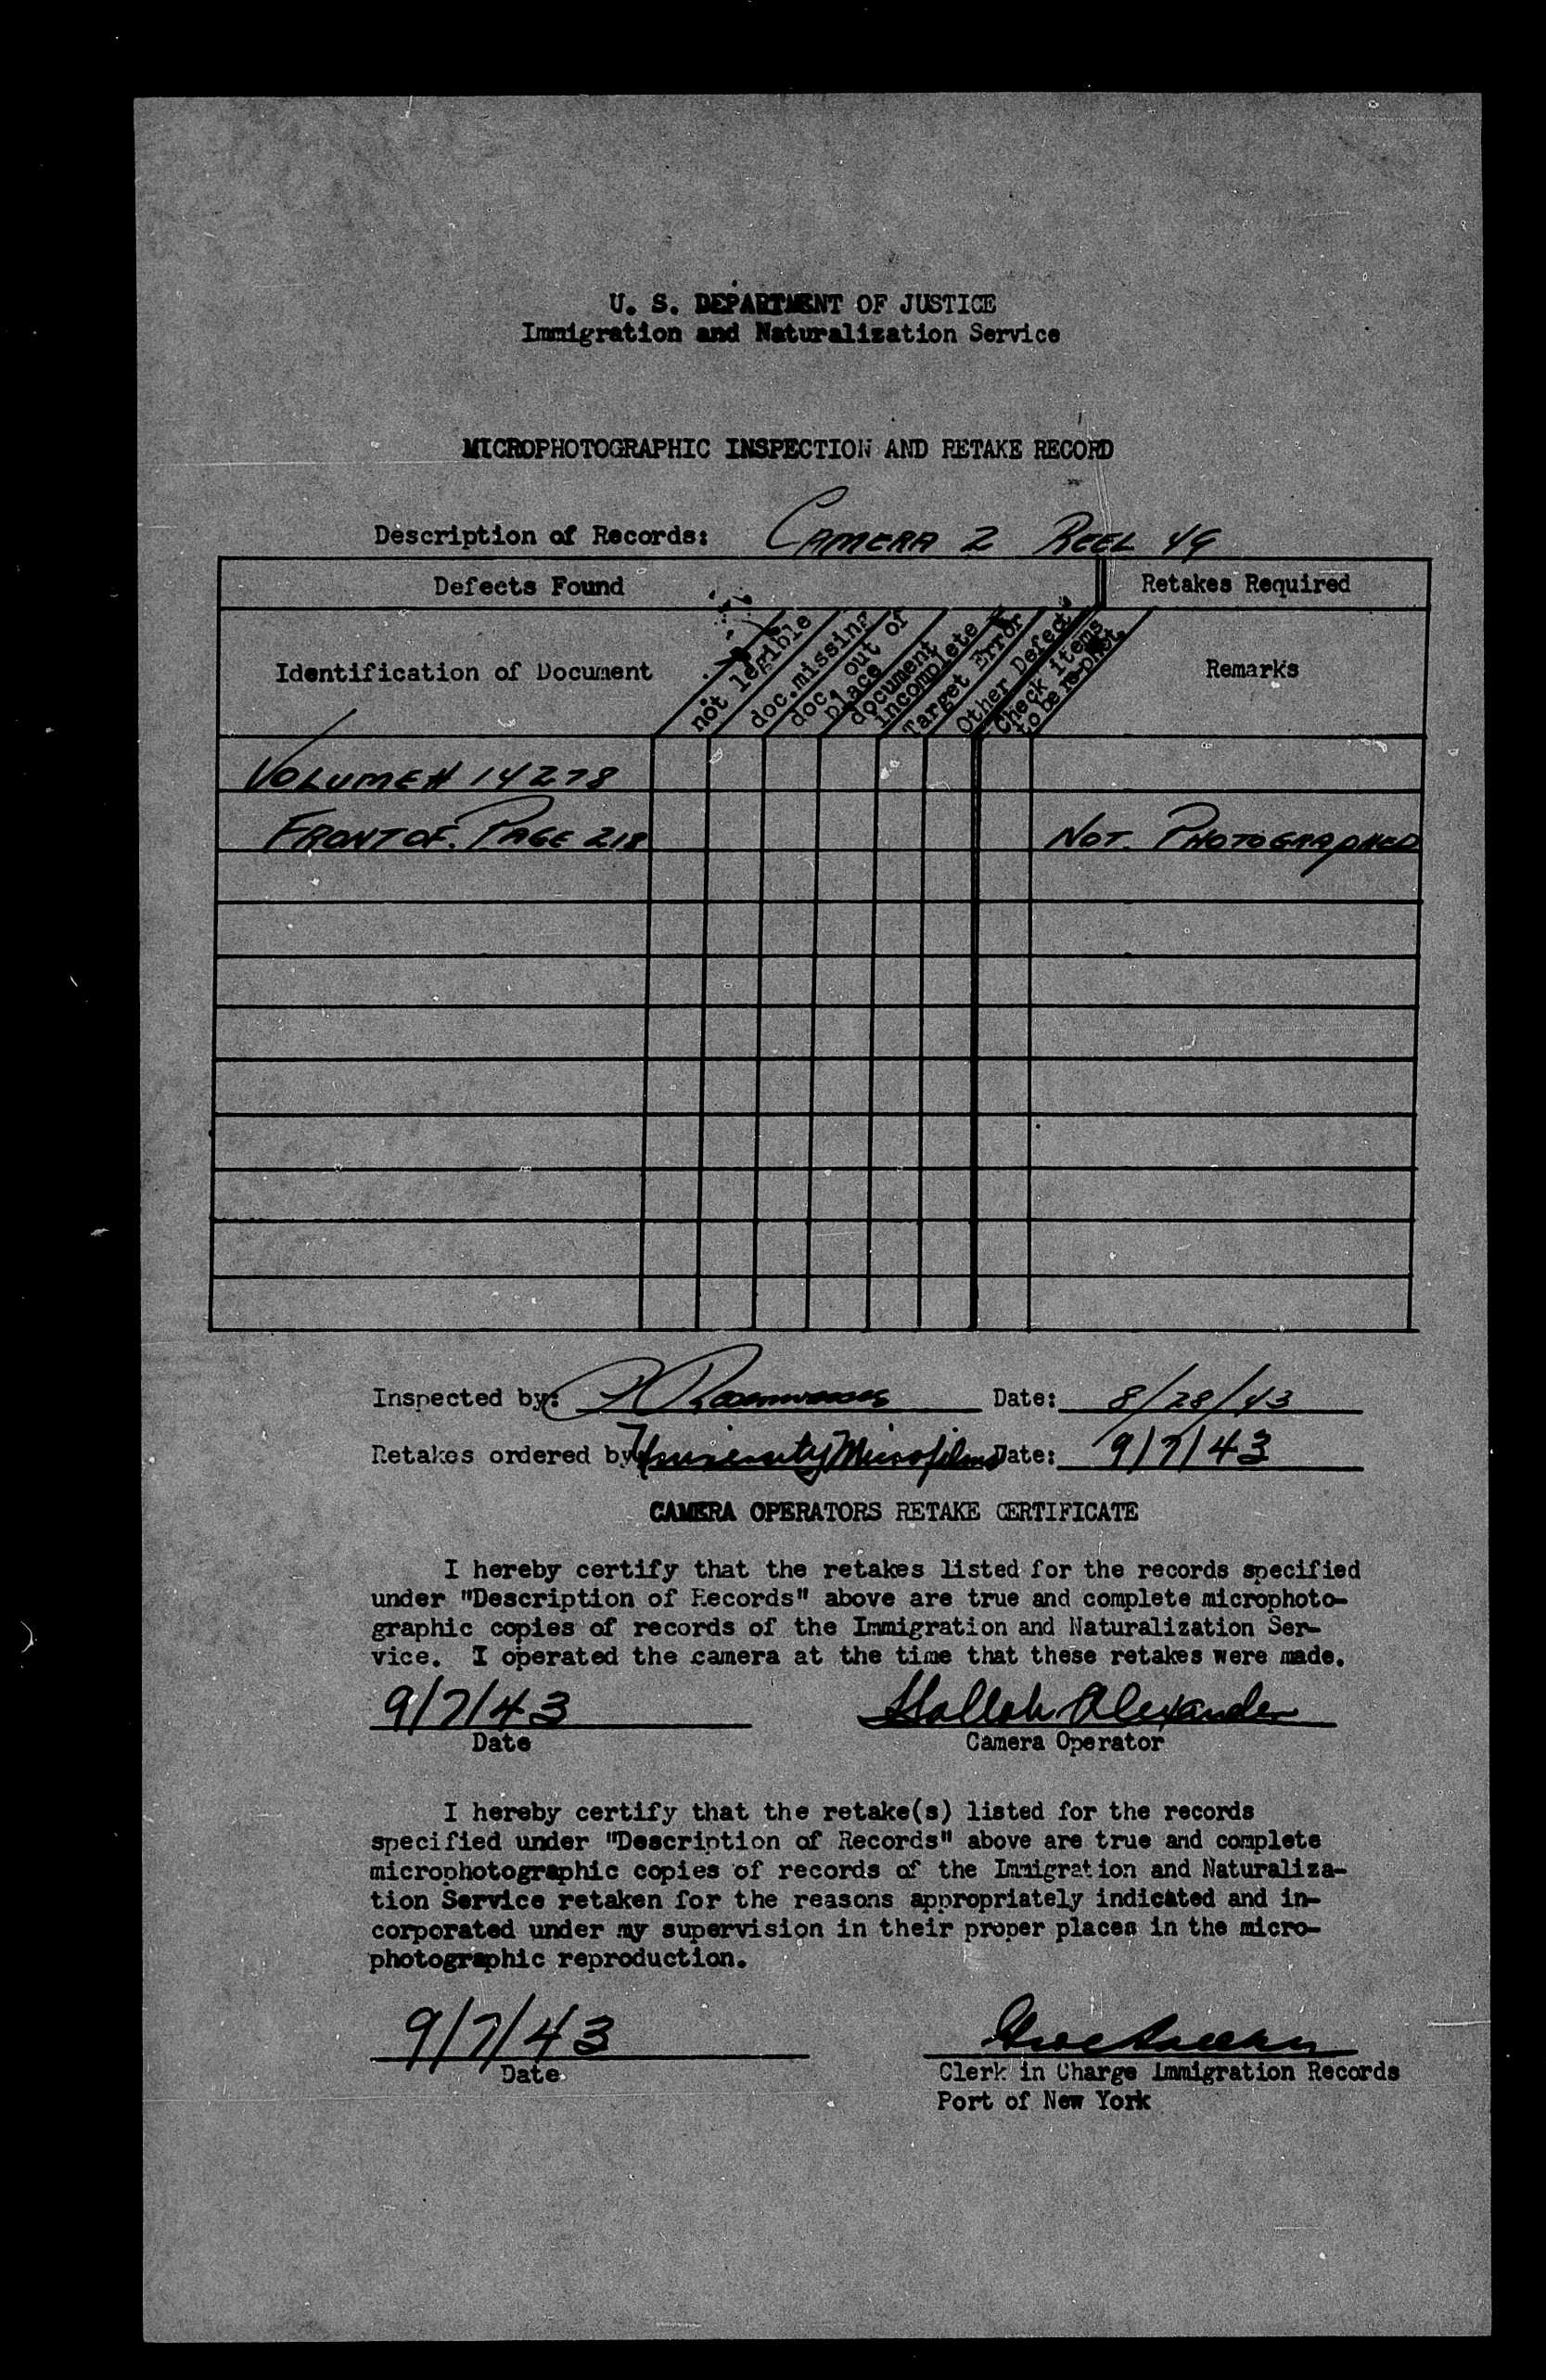 U. S. DEPARTMENT OF JUSTICE
Immigration and Naturalization Service
MICROPHOTOGRAPHIC INSPECTION AND RETAKE RECORD
Description of Records: CAMERA 2 REEL 49
Defects Found
Retakes Required
Identification of Document
not legible
doc. missing
doc. out of
place
document
incomplete
Target Error
Other Defects
Check items
to be re-phot.
Remarks
VOLUME # 14278
FRONT OF. PAGE 218 NOT PHOTOGRAPHED
Inspected by: Date: 8/28/43
Retakes ordered by University Microfilms Date: 9/7/43
CAMERA OPERATORS RETAKE CERTIFICATE
I hereby certify that the retakes listed for the records specified
under "Description of Records" above are true and complete microphoto-
graphic copies of records of the Immigration and Naturalization Ser-
vice. I operated the camera at the time that these retakes were made.
9/7/43 Alexander
Date Camera Operator
I hereby certify that the retake(s) listed for the records
specified under "Description of Records" above are true and complete
microphotographic copies of records of the Immigration and Naturaliza-
tion Service retaken for the reasons appropriately indicated and in-
corporated under my supervision in their proper places in the micro-
photographic reproduction.
9/7/43
Date
Clerk in Charge Immigration Records
Port of New York